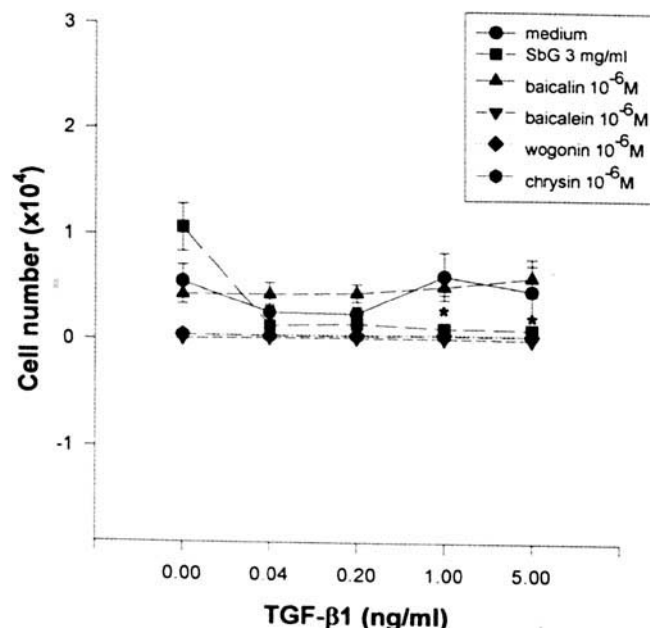 3
2
1
0
-1
Cell number (x10⁴)
medium
SbG 3 mg/ml
baicalin 10⁻⁶M
baicalein 10⁻⁶M
wogonin 10⁻⁶M
chrysin 10⁻⁶M
*
*
0.00 0.04 0.20 1.00 5.00
TGF-β1 (ng/ml)